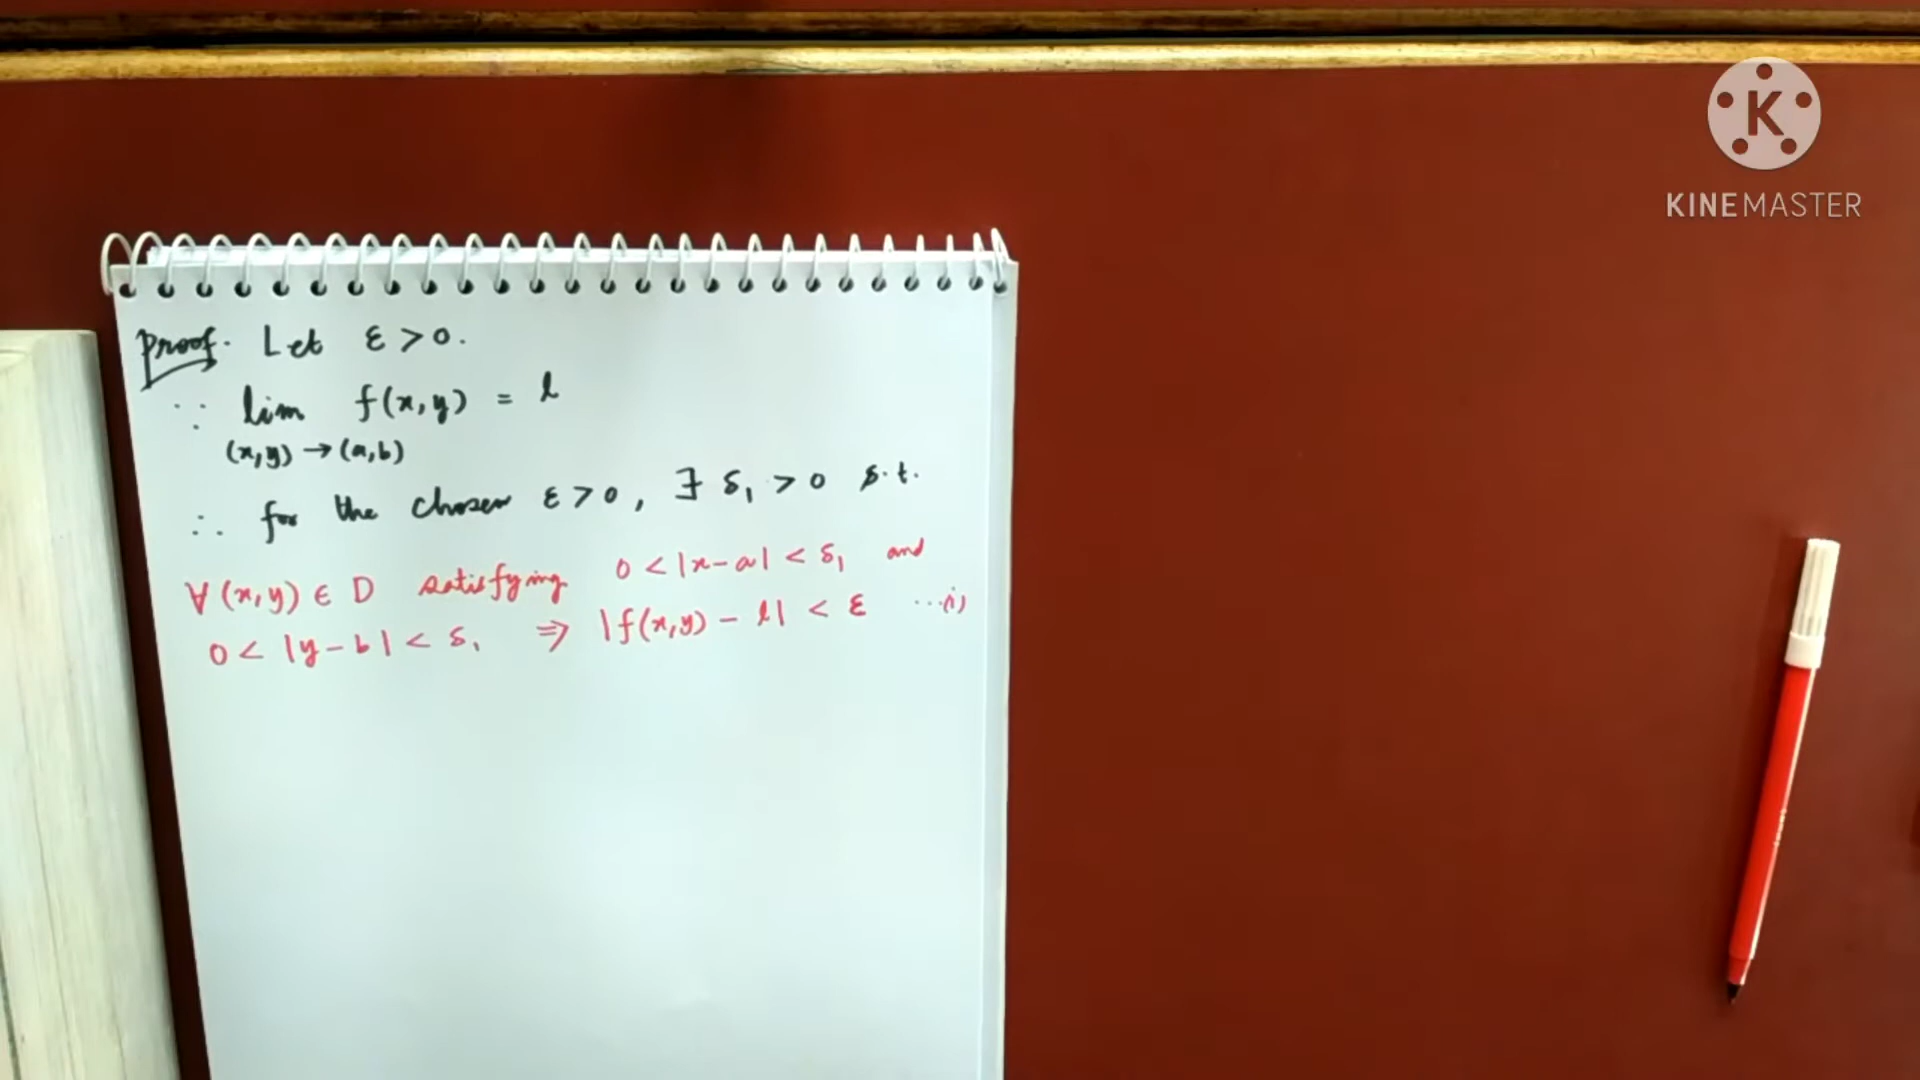 Proof. Let ε > 0.
∵ lim f(x,y) = l
(x,y) → (a,b)
∴ for the chosen ε > 0, ∃ δ₁ > 0 s.t.
∀ (x,y) ∈ D satisfying 0 < |x-a| < δ₁ and
0 < |y-b| < δ₁ ⇒ |f(x,y) - l| < ε ...(i)
K
KINEMASTER